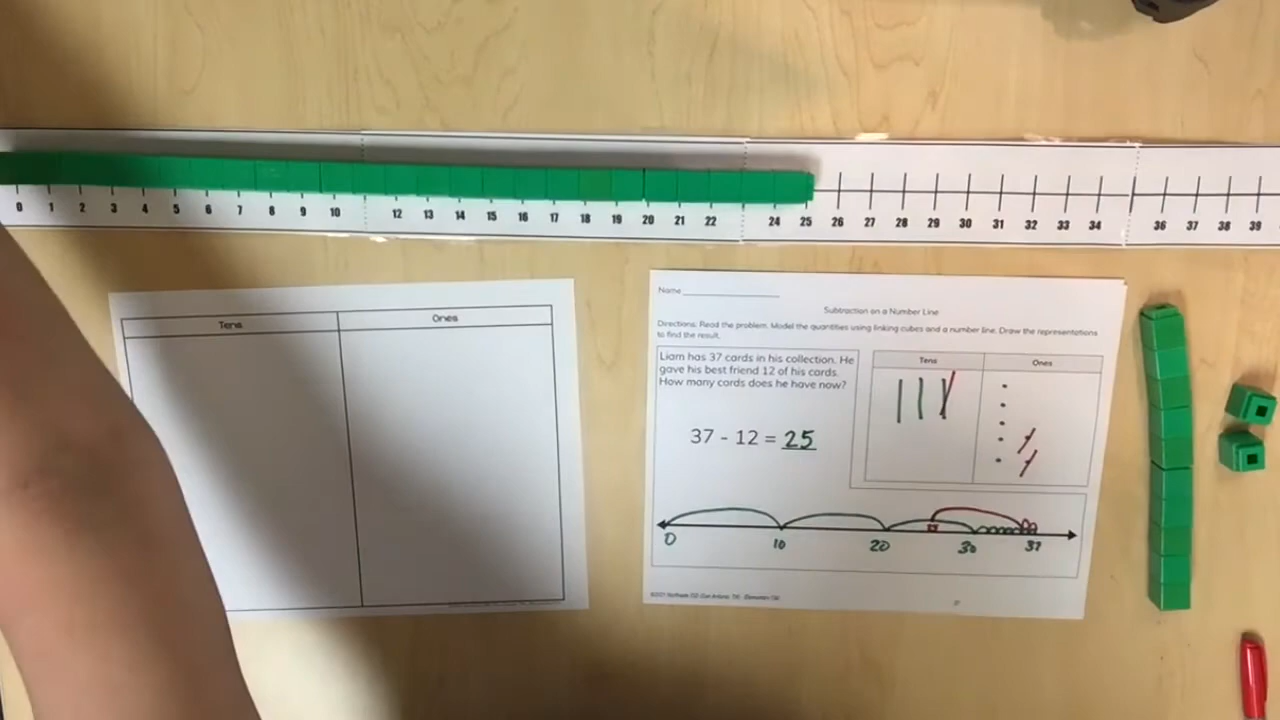 0 1 2 3 4 5 6 7 8 9 10 12 13 14 15 16 17 18 19 20 21 22 24 25 26 27 28 29 30 31 32 33 34 36 37 38 39
Tens Ones
Name
Subtraction on a Number Line
Directions: Read the problem. Model the quantities using linking cubes and a number line. Draw the representations
to find the result.
Liam has 37 cards in his collection. He
gave his best friend 12 of his cards.
How many cards does he have now?
37 - 12 = 25
Tens Ones
0 10 20 30 37